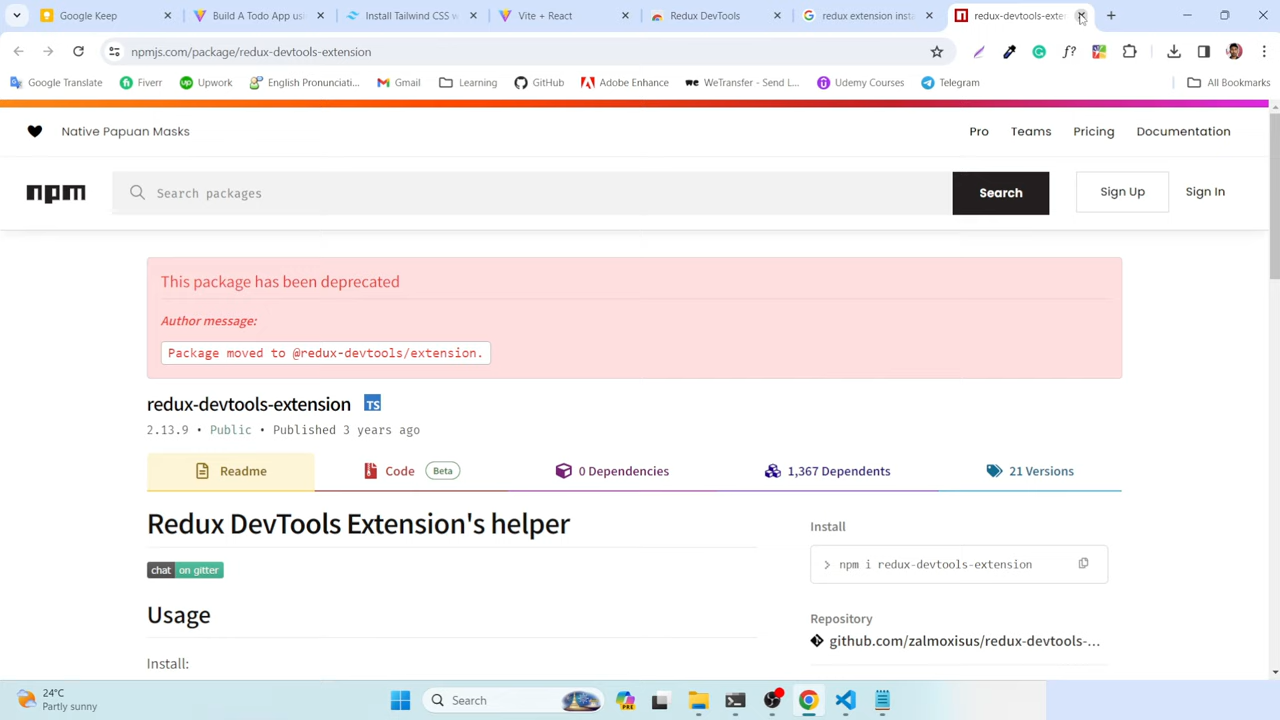 Google Keep
Build A Todo App using
Install Tailwind CSS w
Vite + React
Redux DevTools
redux extension insta
redux-devtools-exten
npmjs.com/package/redux-devtools-extension
f?
Google Translate
Fiverr
Upwork
English Pronunciati...
Gmail
Learning
GitHub
Adobe Enhance
WeTransfer - Send L...
Udemy Courses
Telegram
All Bookmarks
Native Papuan Masks
Pro
Teams
Pricing
Documentation
npm
Search packages
Search
Sign Up
Sign In
This package has been deprecated
Author message:
Package moved to @redux-devtools/extension.
redux-devtools-extension TS
2.13.9 • Public • Published 3 years ago
Readme
Code Beta
0 Dependencies
1,367 Dependents
21 Versions
Redux DevTools Extension's helper
chat on gitter
Usage
Install:
Install
> npm i redux-devtools-extension
Repository
github.com/zalmoxisus/redux-devtools-...
24°C
Partly sunny
Search
PRE